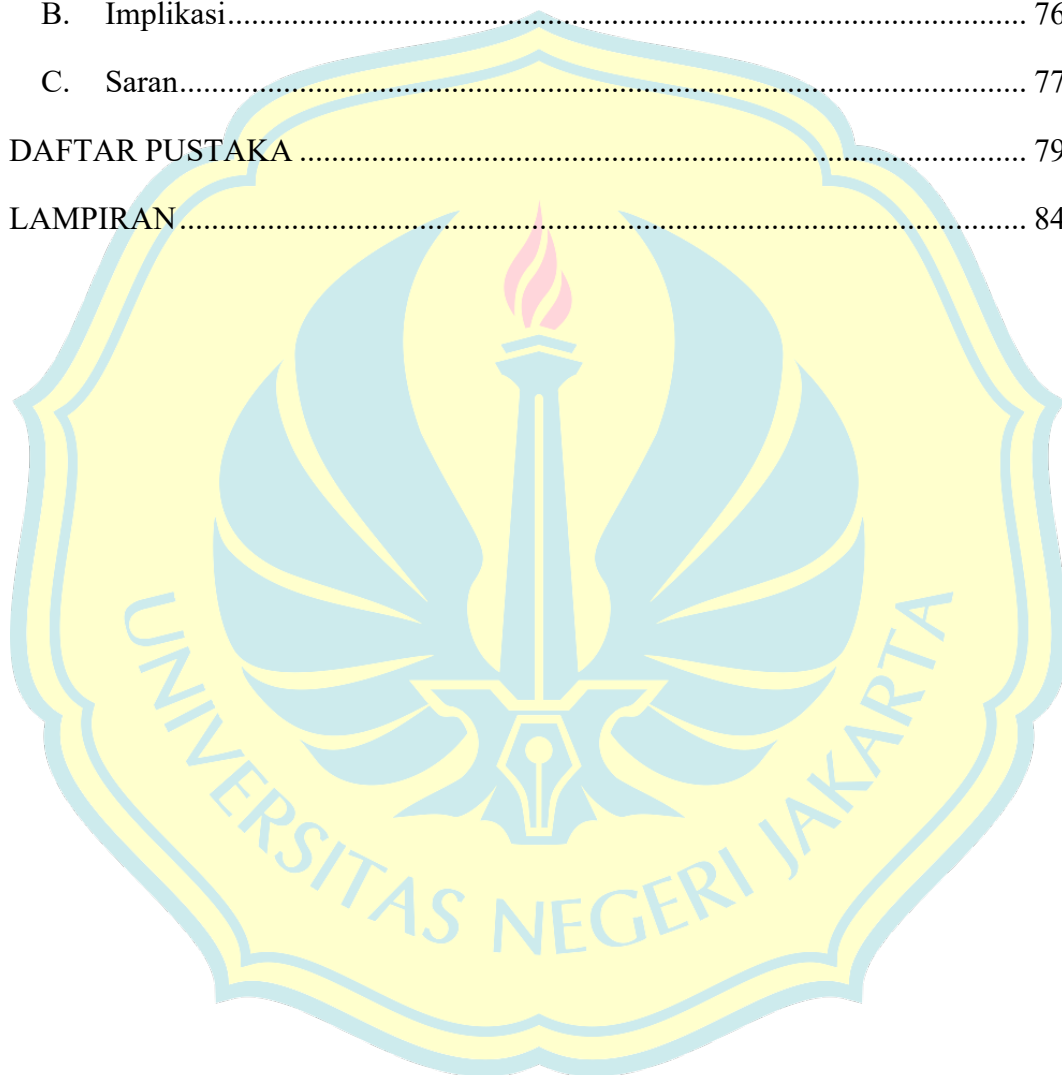 B. Implikasi........................................................................................................ 76
C. Saran.............................................................................................................. 77
DAFTAR PUSTAKA ............................................................................................... 79
LAMPIRAN.............................................................................................................. 84
UNIVERSITAS NEGERI JAKARTA